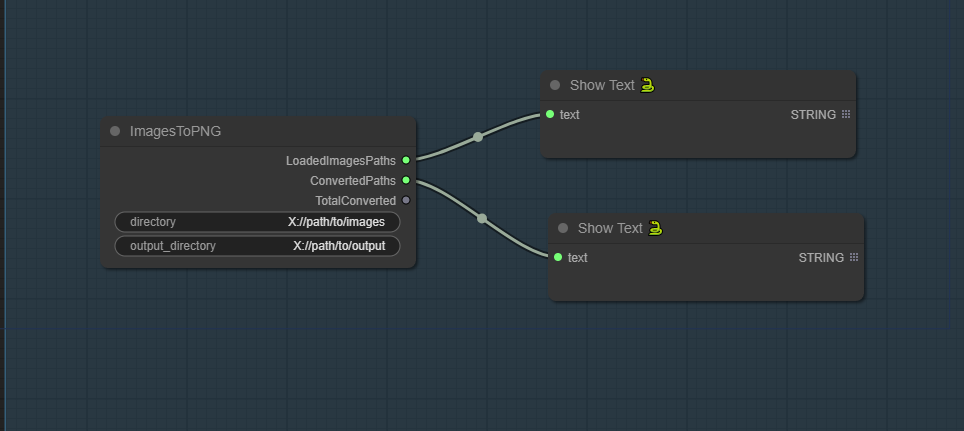 ImagesToPNG
LoadedImagesPaths
ConvertedPaths
TotalConverted
directory X://path/to/images
output_directory X://path/to/output
Show Text
text STRING
Show Text
text STRING